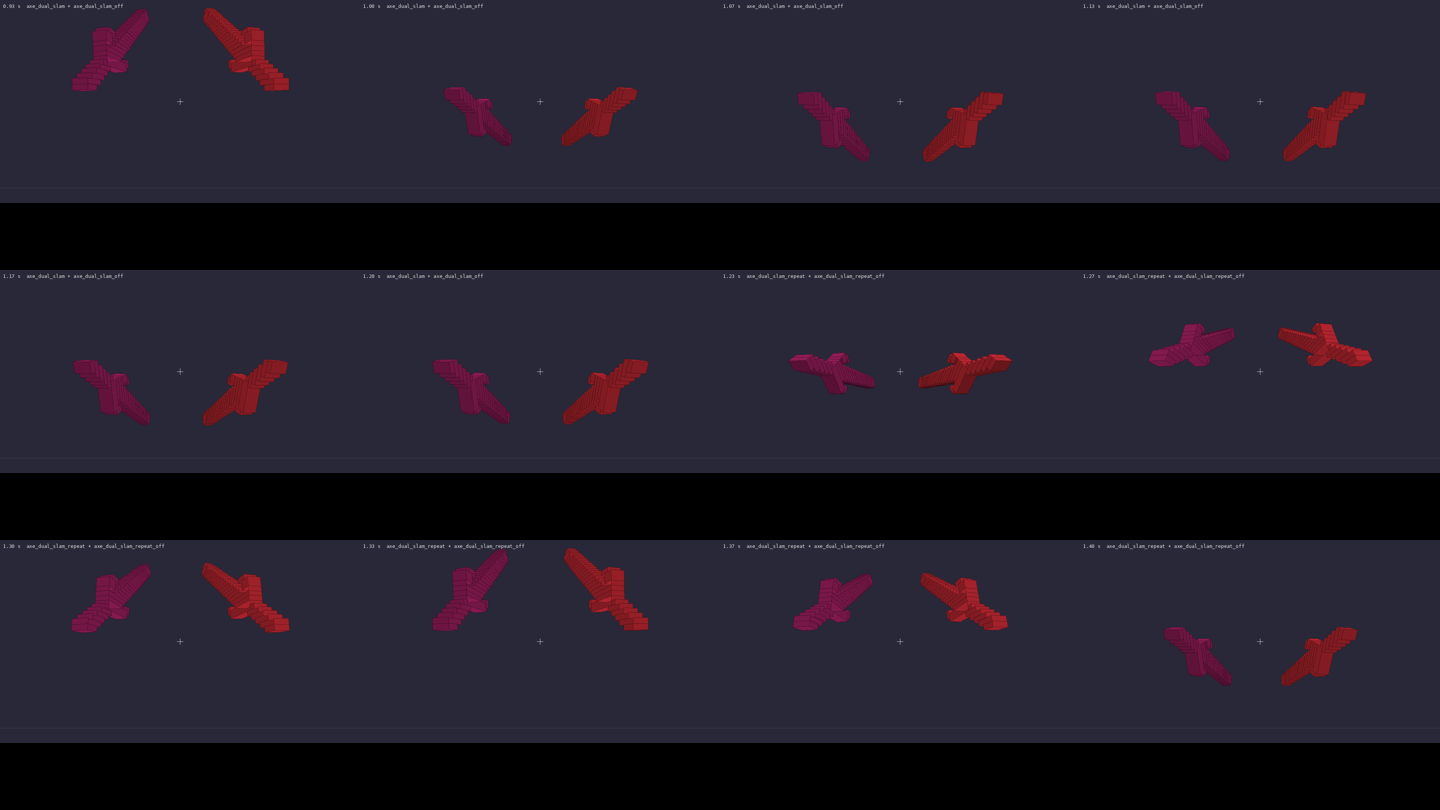 0.93 s  axe_dual_slam + axe_dual_slam_off
1.00 s  axe_dual_slam + axe_dual_slam_off
1.07 s  axe_dual_slam + axe_dual_slam_off
1.13 s  axe_dual_slam + axe_dual_slam_off
1.17 s  axe_dual_slam + axe_dual_slam_off
1.20 s  axe_dual_slam + axe_dual_slam_off
1.23 s  axe_dual_slam_repeat + axe_dual_slam_repeat_off
1.27 s  axe_dual_slam_repeat + axe_dual_slam_repeat_off
1.30 s  axe_dual_slam_repeat + axe_dual_slam_repeat_off
1.33 s  axe_dual_slam_repeat + axe_dual_slam_repeat_off
1.37 s  axe_dual_slam_repeat + axe_dual_slam_repeat_off
1.40 s  axe_dual_slam_repeat + axe_dual_slam_repeat_off